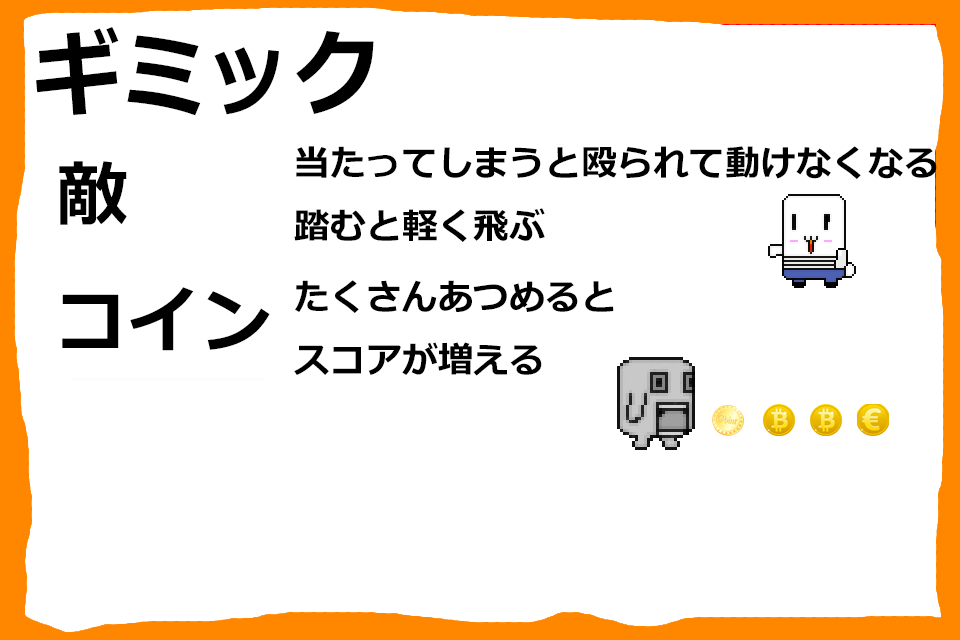 ギミック
敵
当たってしまうと殴られて動けなくなる
踏むと軽く飛ぶ
コイン
たくさんあつめると
スコアが増える